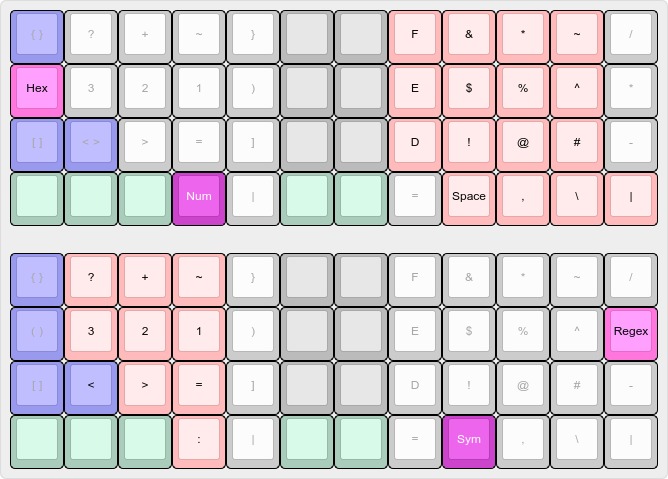 { } ? + ~ } F & * ~ /
Hex 3 2 1 ) E $ % ^ *
[ ] < > > = ] D ! @ # -
Num | = Space , \ |
{ } ? + ~ } F & * ~ /
( ) 3 2 1 ) E $ % ^ Regex
[ ] < > = ] D ! @ # -
: | = Sym , \ |